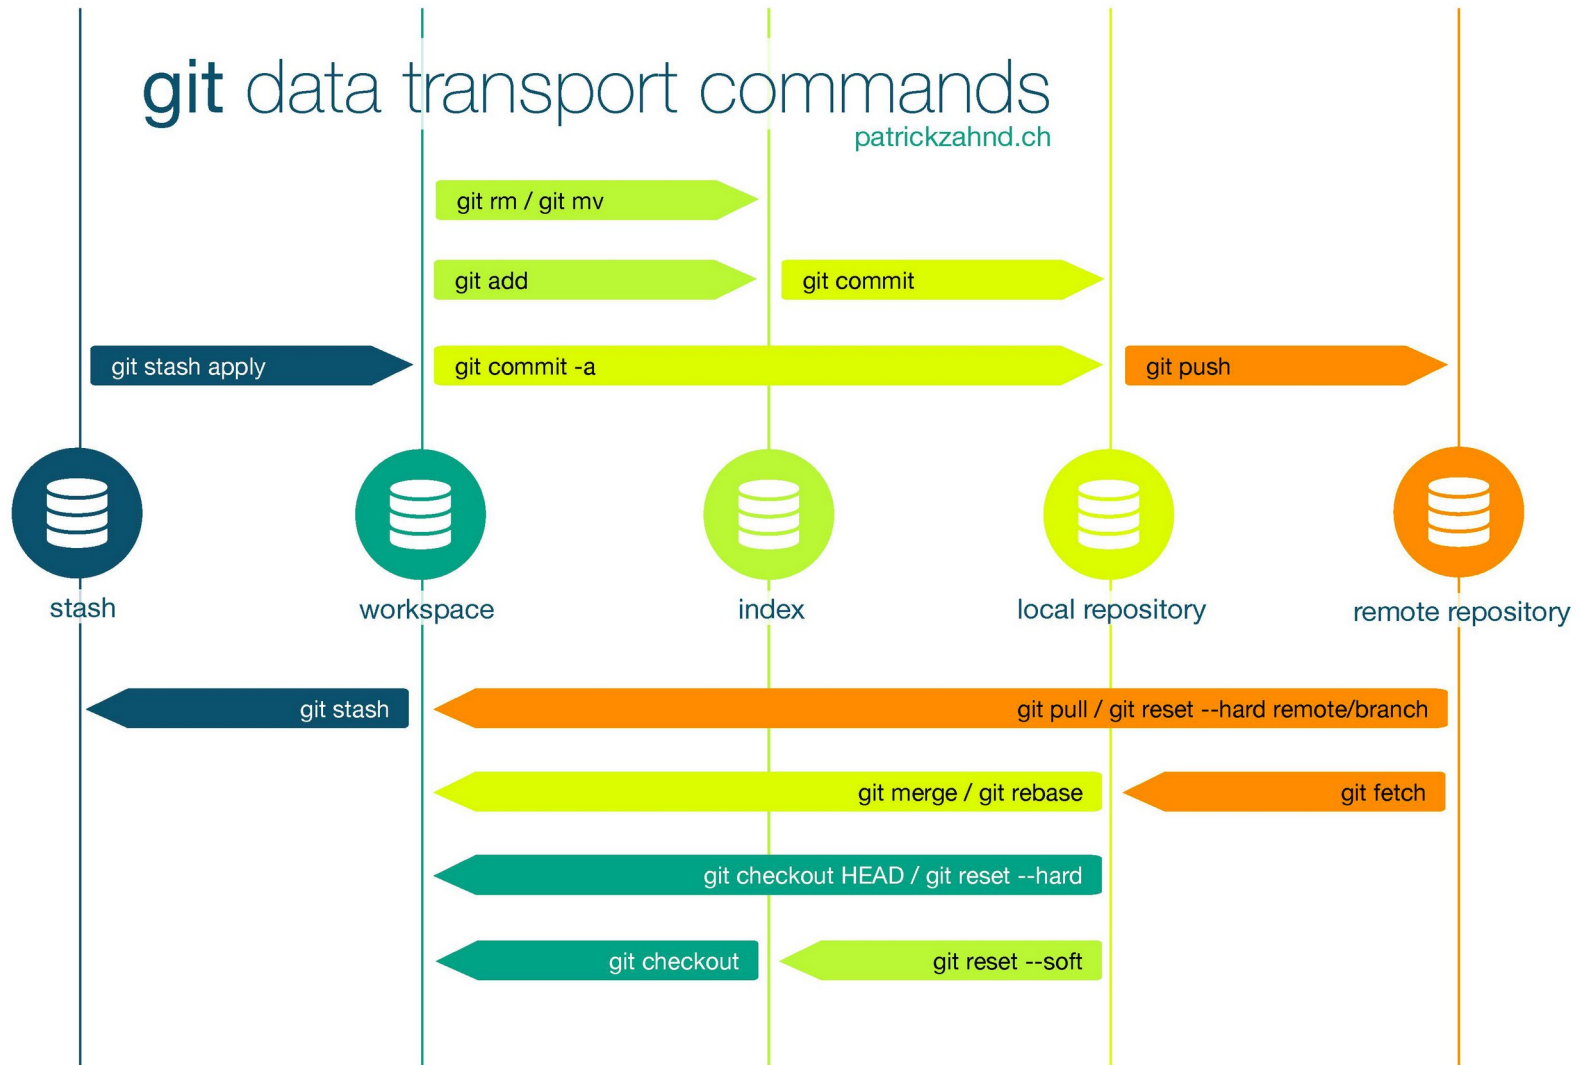 git data transport commands
patrickzahnd.ch
git rm / git mv
git add
git commit
git stash apply
git commit -a
git push
stash
workspace
index
local repository
remote repository
git stash
git pull / git reset --hard remote/branch
git merge / git rebase
git fetch
git checkout HEAD / git reset --hard
git checkout
git reset --soft